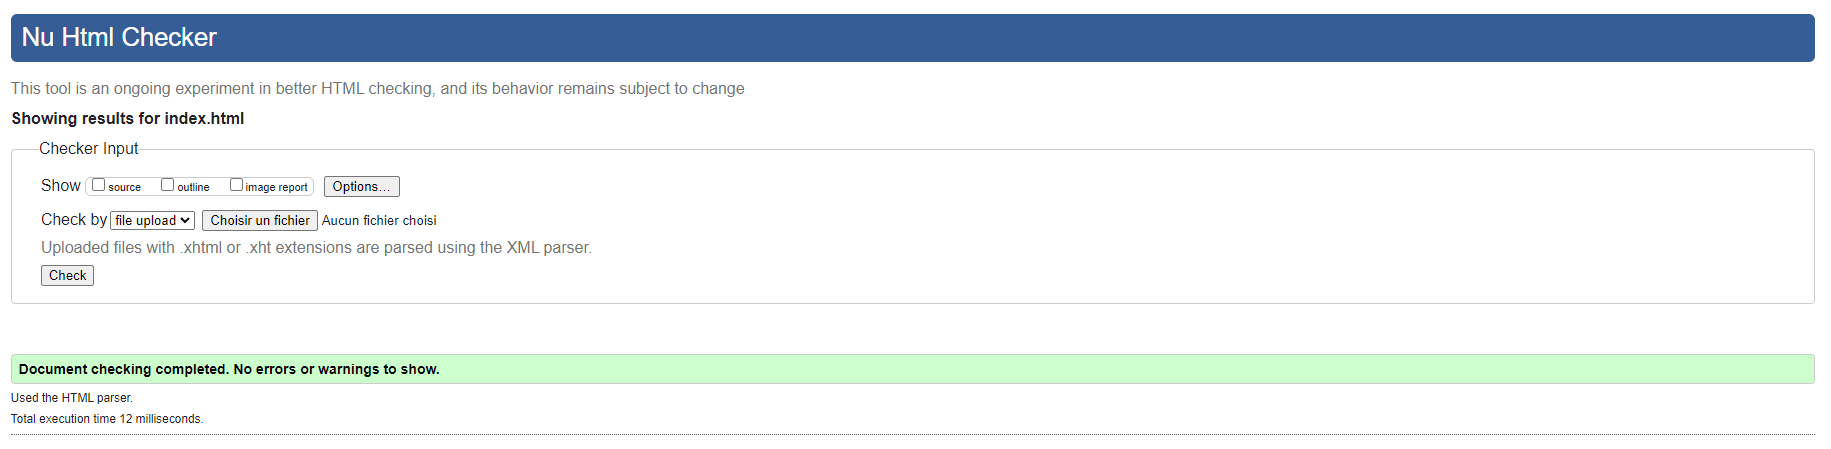 Nu Html Checker
This tool is an ongoing experiment in better HTML checking, and its behavior remains subject to change
Showing results for index.html
Checker Input
Show source outline image report Options...
Check by file upload Choisir un fichier Aucun fichier choisi
Uploaded files with .xhtml or .xht extensions are parsed using the XML parser.
Check
Document checking completed. No errors or warnings to show.
Used the HTML parser.
Total execution time 12 milliseconds.